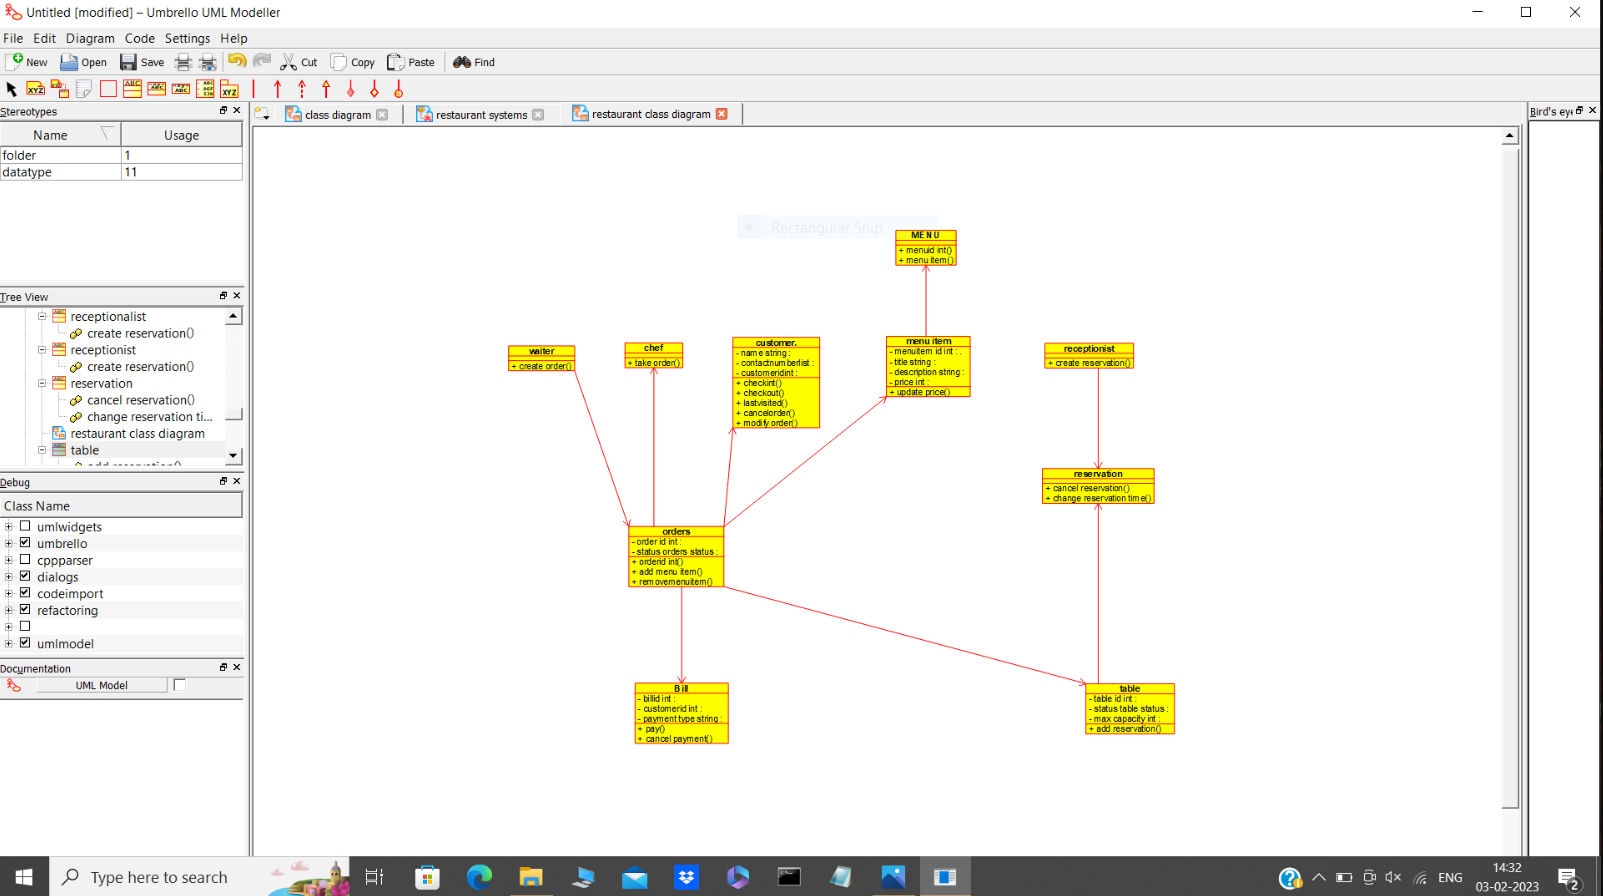 Untitled [modified] – Umbrello UML Modeller
File Edit Diagram Code Settings Help
New Open Save Cut Copy Paste Find
Stereotypes
Name Usage
folder 1
datatype 11
Tree View
receptionalist
create reservation()
receptionist
create reservation()
reservation
cancel reservation()
change reservation ti...
restaurant class diagram
table
add reservation()
Debug
Class Name
umlwidgets
umbrello
cppparser
dialogs
codeimport
refactoring
umlmodel
Documentation
UML Model
class diagram
restaurant systems
restaurant class diagram
Bird's eye
Rectangular Snip
MENU
+ menuid int()
+ menu item()
waiter
+ create order()
chef
+ take order()
customer.
- name string :
- contactnumberlist :
- customeridint :
+ checkint()
+ checkout()
+ lastvisited()
+ cancelorder()
+ modify order()
menu item
- menuitem id int : .
- title string :
- description string :
- price int :
+ update price()
receptionist
+ create reservation()
reservation
+ cancel reservation()
+ change reservation time()
orders
- order id int :
- status orders status :
+ orderid int()
+ add menu item()
+ removemenuitem()
Bill
- billid int :
- customerid int :
- payment type string :
+ pay()
+ cancel payment()
table
- table id int :
- status table status :
- max capacity int :
+ add reservation()
Type here to search
ENG
14:32
03-02-2023
2